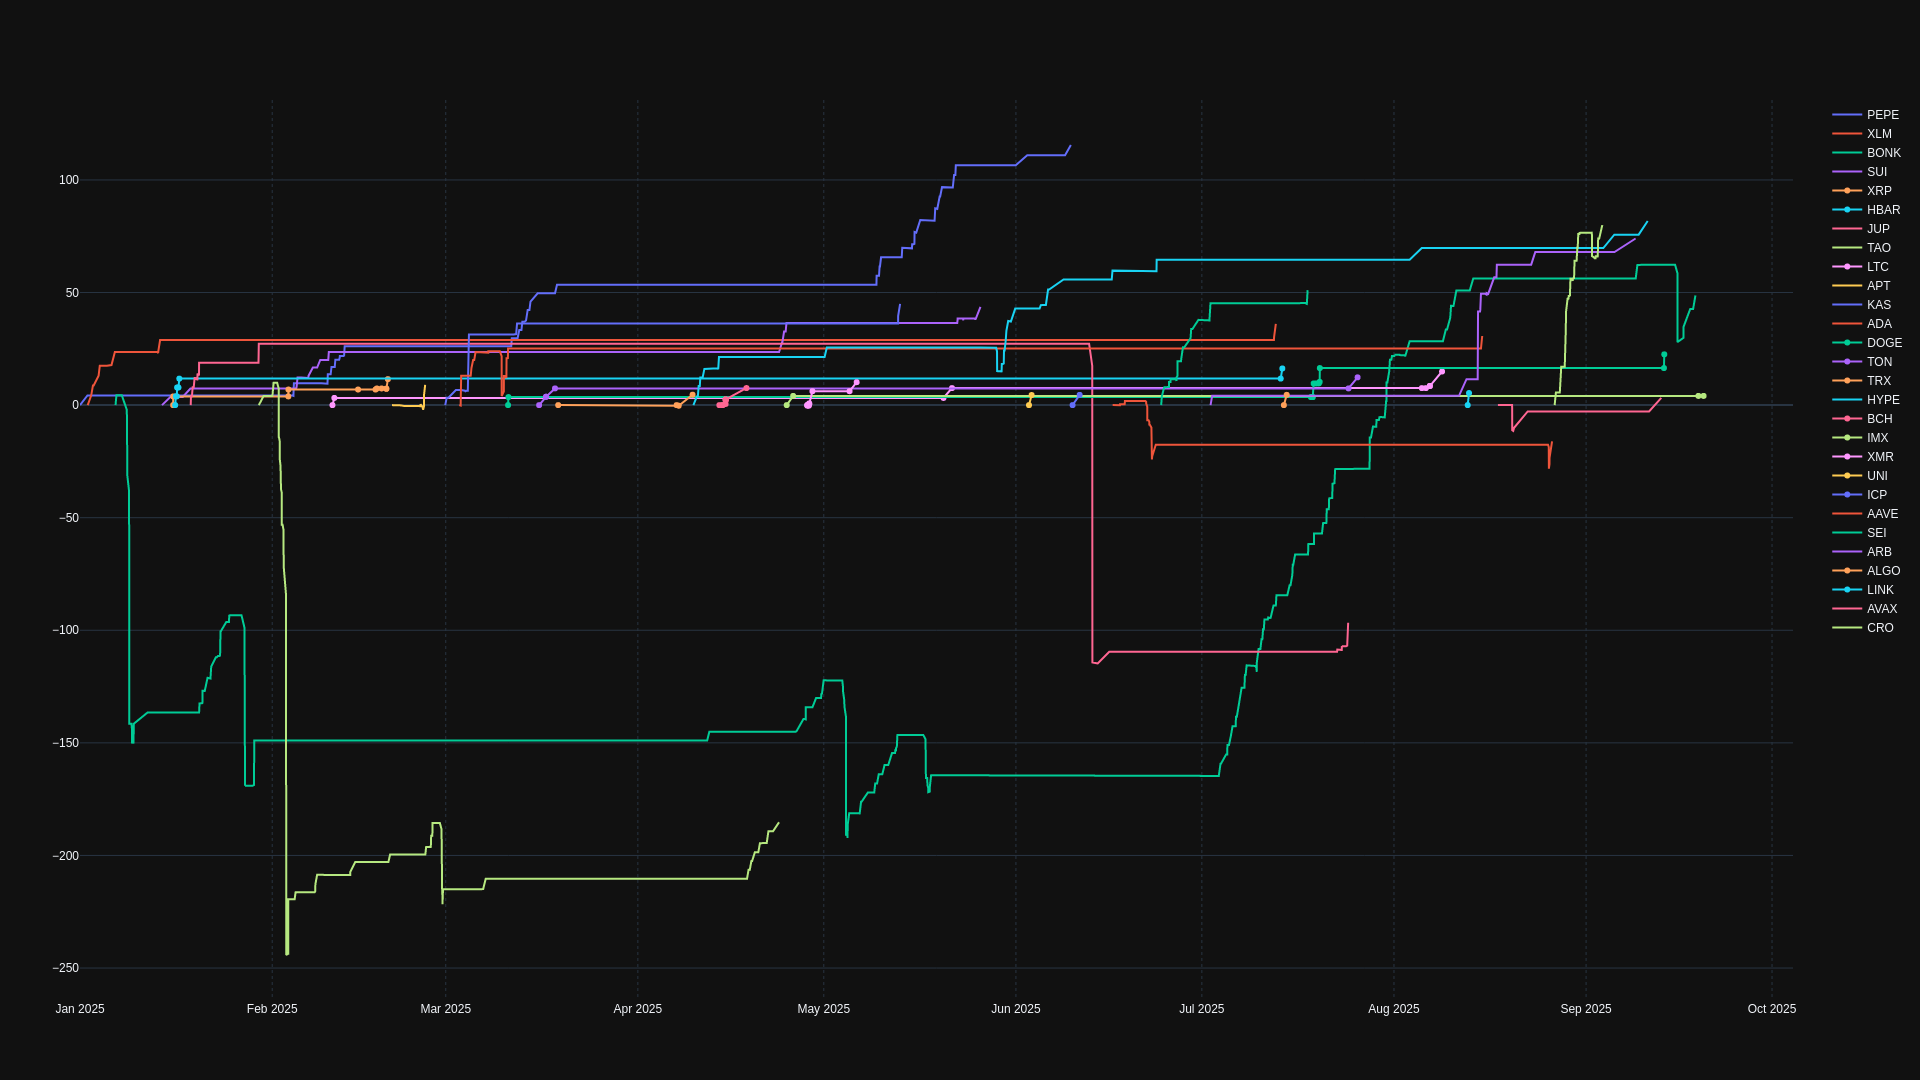 100
50
0
−50
−100
−150
−200
−250
Jan 2025
Feb 2025
Mar 2025
Apr 2025
May 2025
Jun 2025
Jul 2025
Aug 2025
Sep 2025
Oct 2025
PEPE
XLM
BONK
SUI
XRP
HBAR
JUP
TAO
LTC
APT
KAS
ADA
DOGE
TON
TRX
HYPE
BCH
IMX
XMR
UNI
ICP
AAVE
SEI
ARB
ALGO
LINK
AVAX
CRO